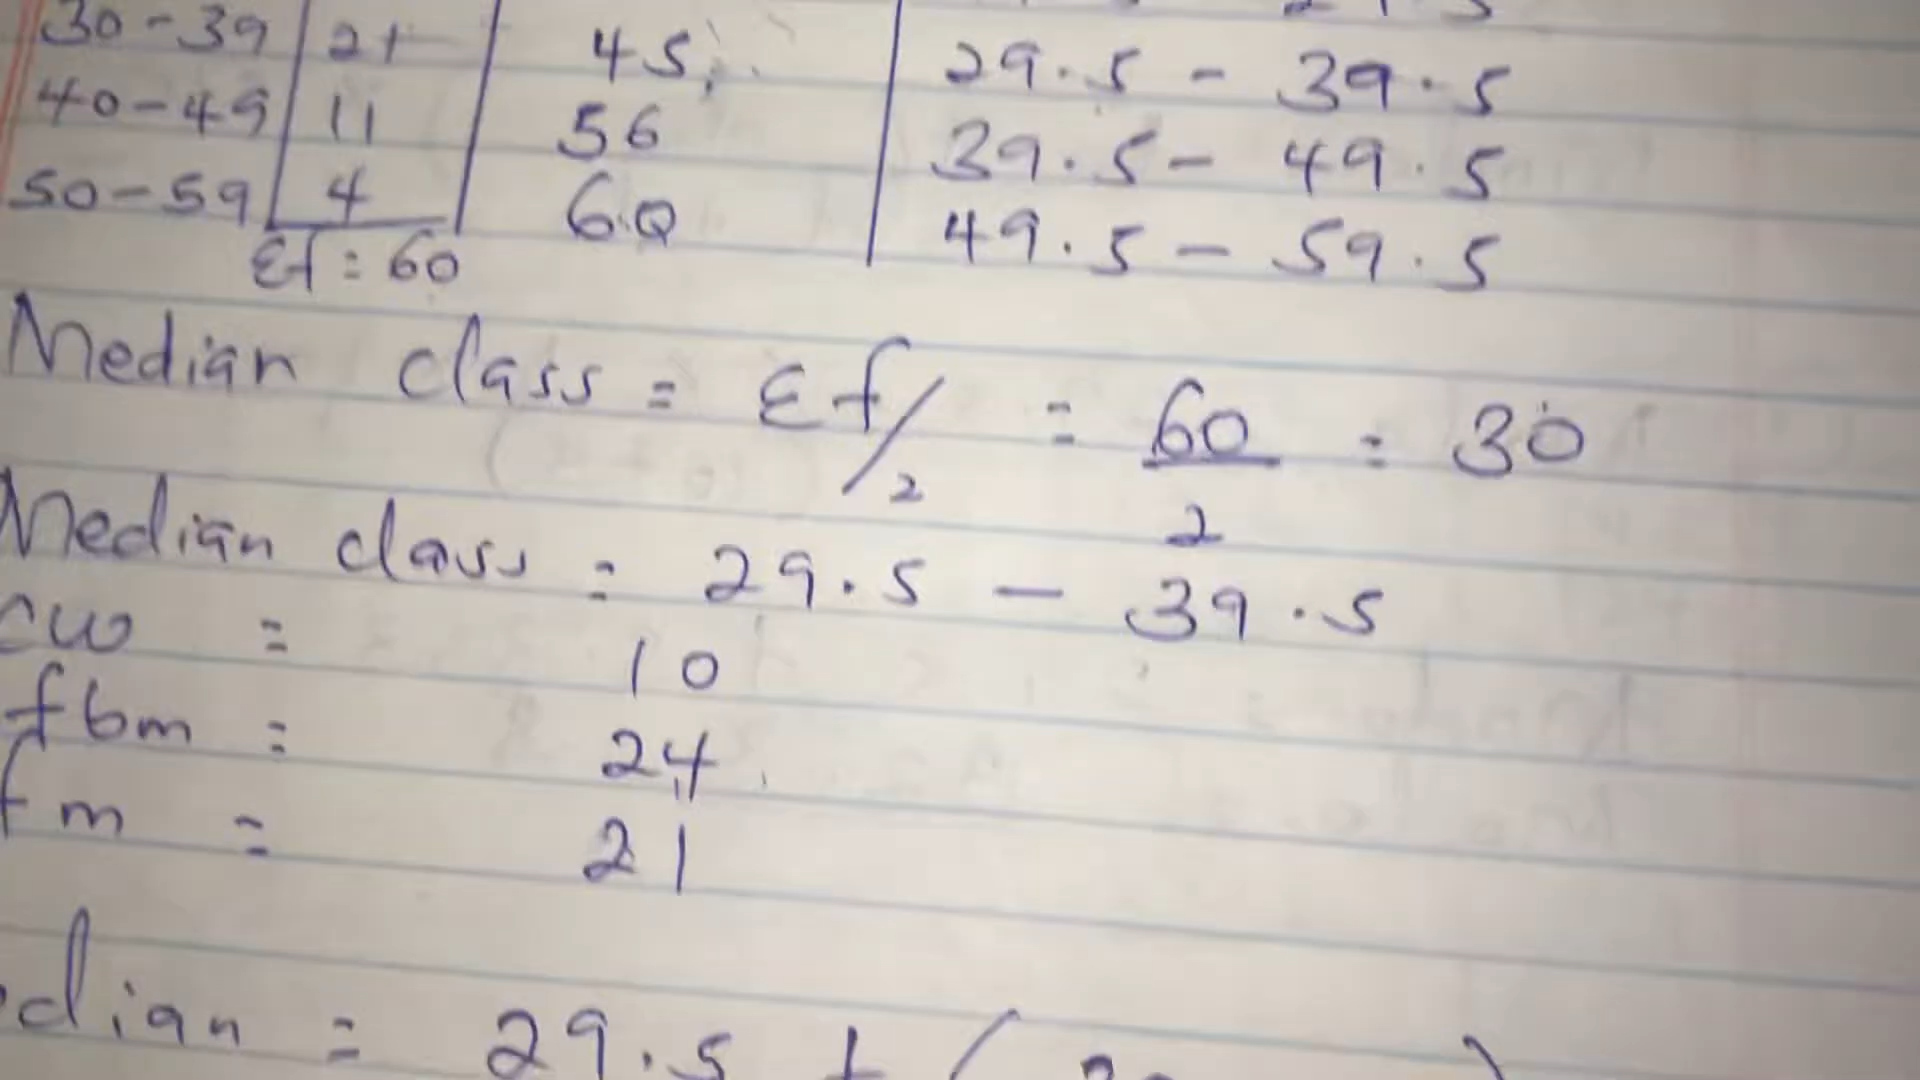 30-39 21 45 29.5 - 39.5
40-49 11 56 39.5 - 49.5
50-59 4 60 49.5 - 59.5
Ɛf = 60
Median class = Ɛf/2 = 60/2 = 30
Median class = 29.5 - 39.5
cw = 10
fbm = 24
fm = 21
dian = 29.5 + (